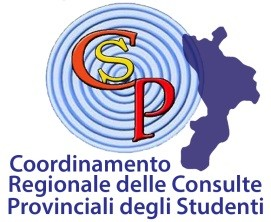 CSP
Coordinamento
Regionale delle Consulte
Provinciali degli Studenti